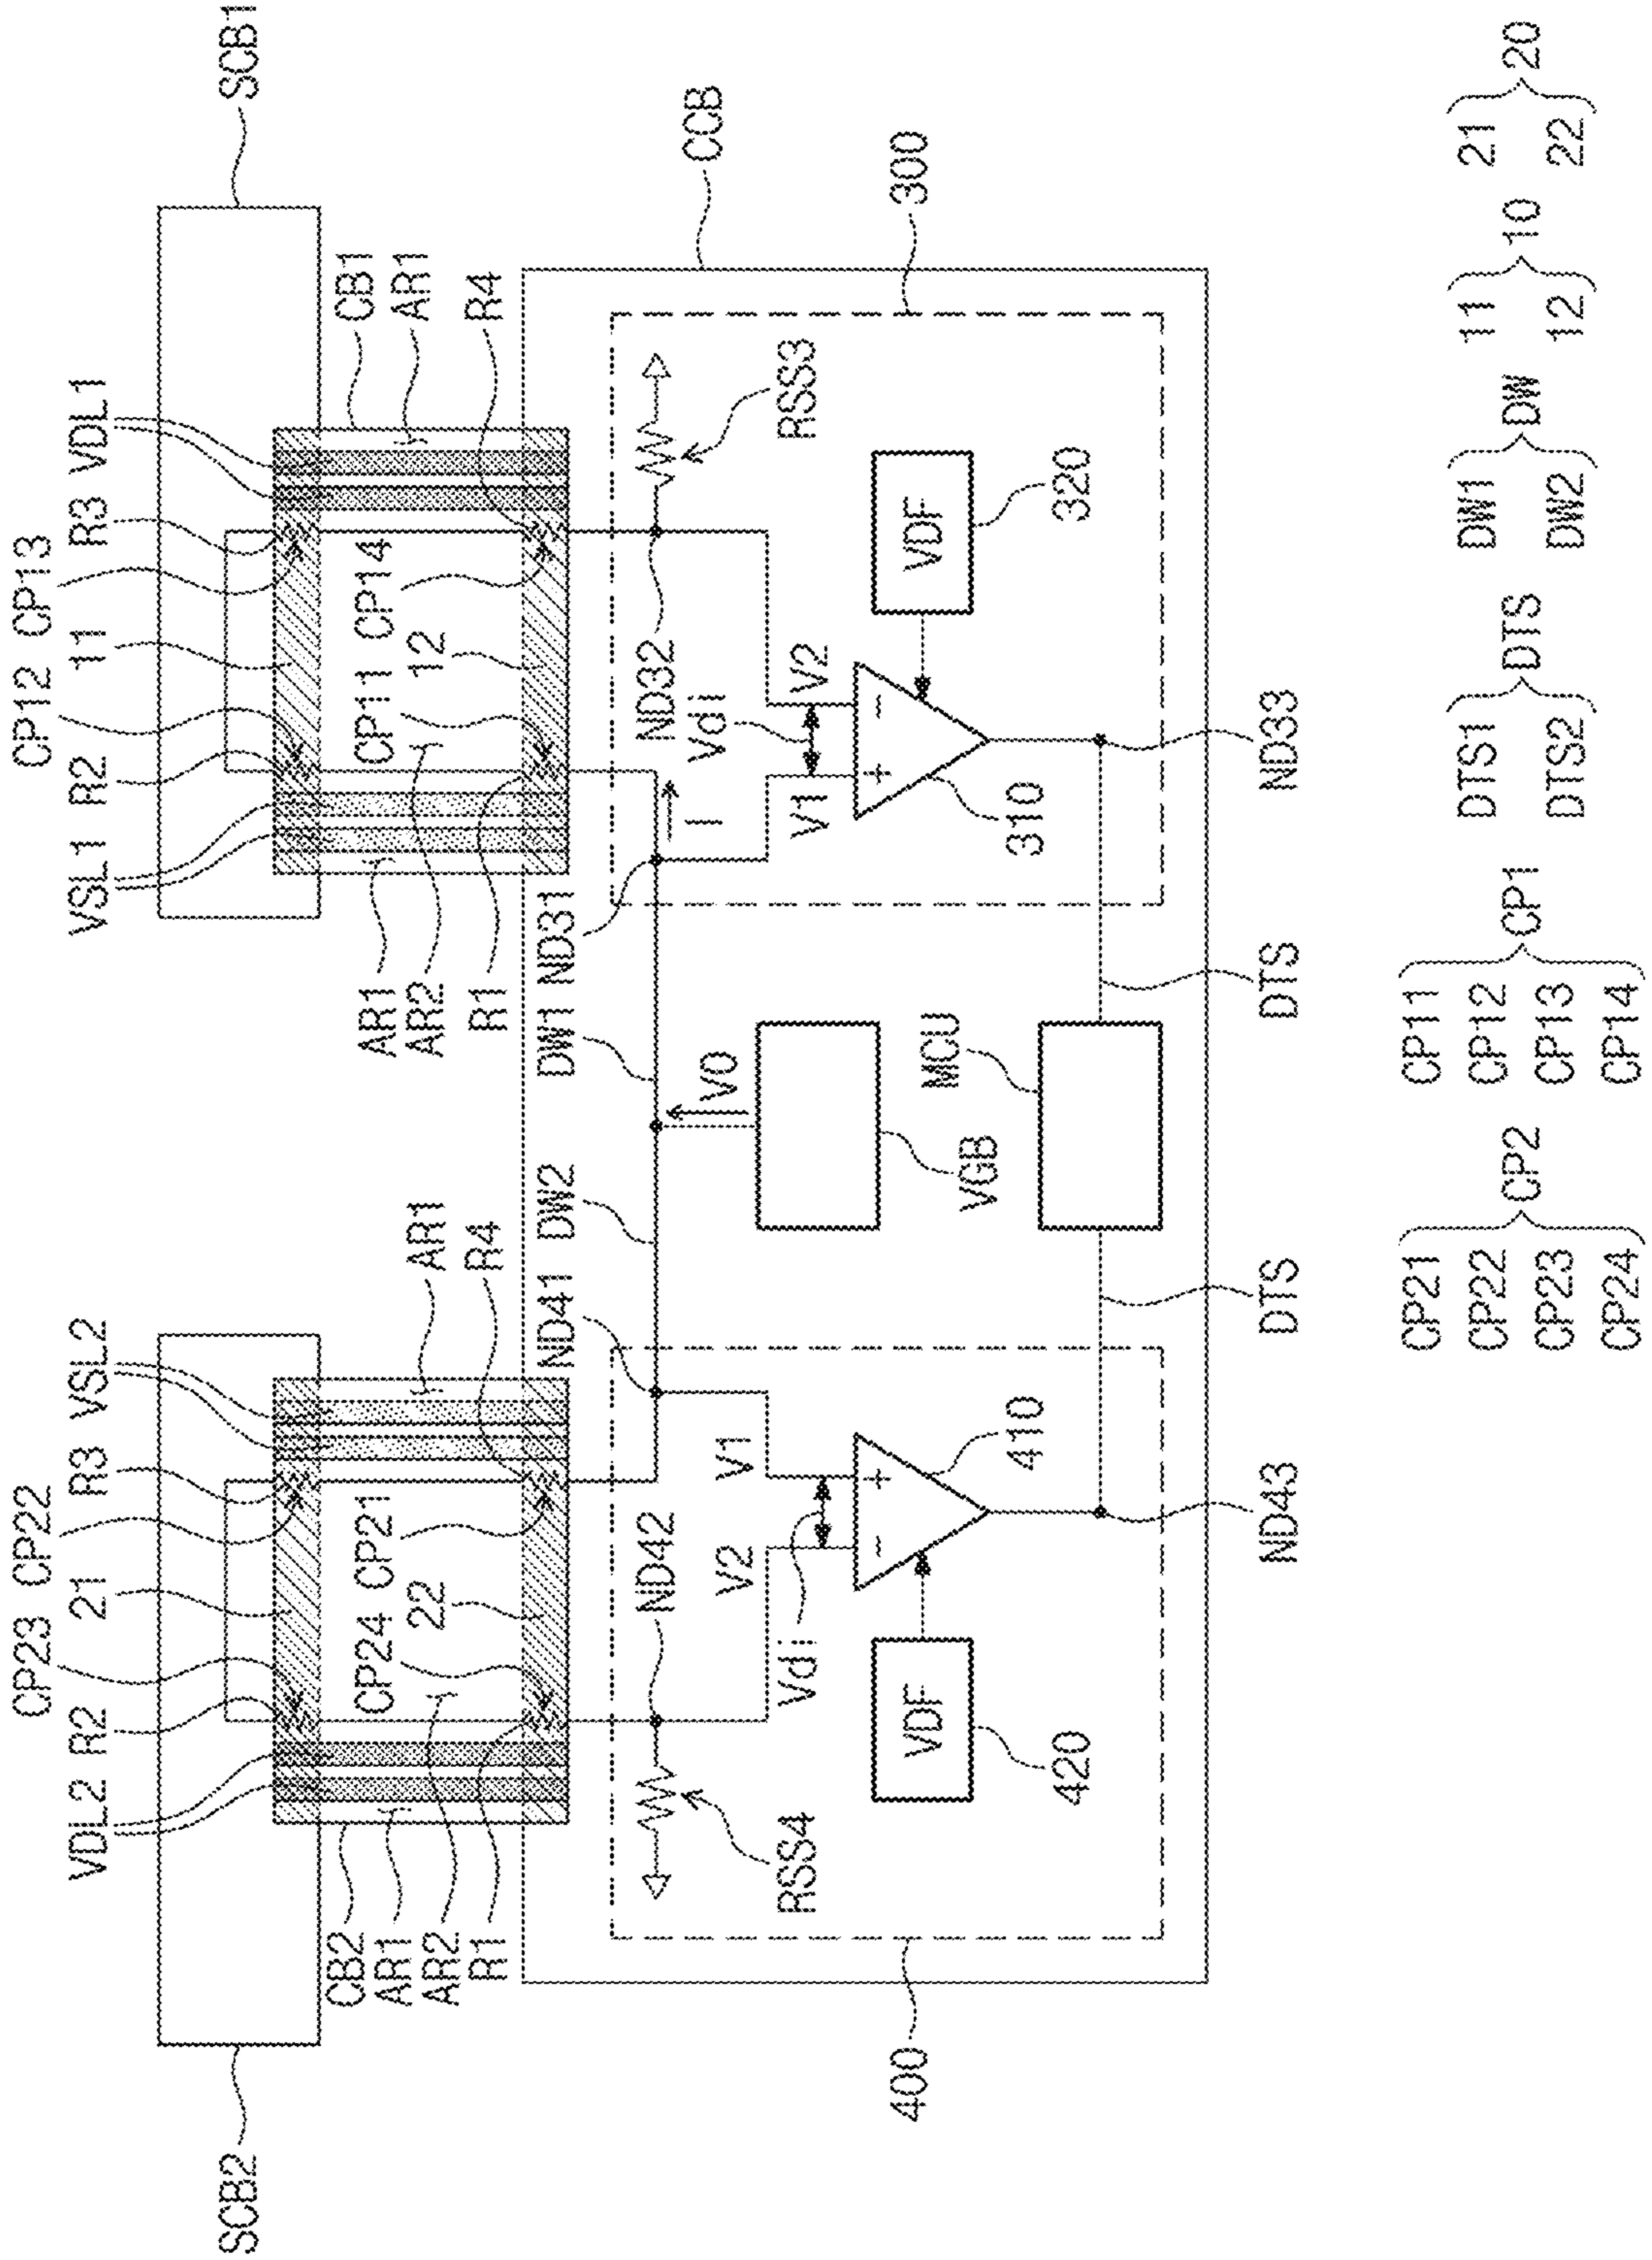 SCB2
SCB1
CP23 CP22
CP12 CP13
VDL2 R2 21 R3 VSL2
VSL1 R2 11 R3 VDL1
CB2
AR1
AR2
R1
CP24 CP21
22
AR1
R4
AR1
AR2
R1
CP11 CP14
12
CB1
AR1
R4
ND41 DW2
DW1 ND31
ND42
ND32
I
V0
RSS4
Vdi
V2
V1
V1
Vdi
V2
RSS3
400
VDF
420
410
VGB
MCU
310
VDF
320
300
CCB
ND43
DTS
DTS
ND33
CP21
CP22
CP23
CP24
CP2
CP11
CP12
CP13
CP14
CP1
DTS1
DTS2
DTS
DW1
DW2
DW
11
12
10
21
22
20
+
−
+
−